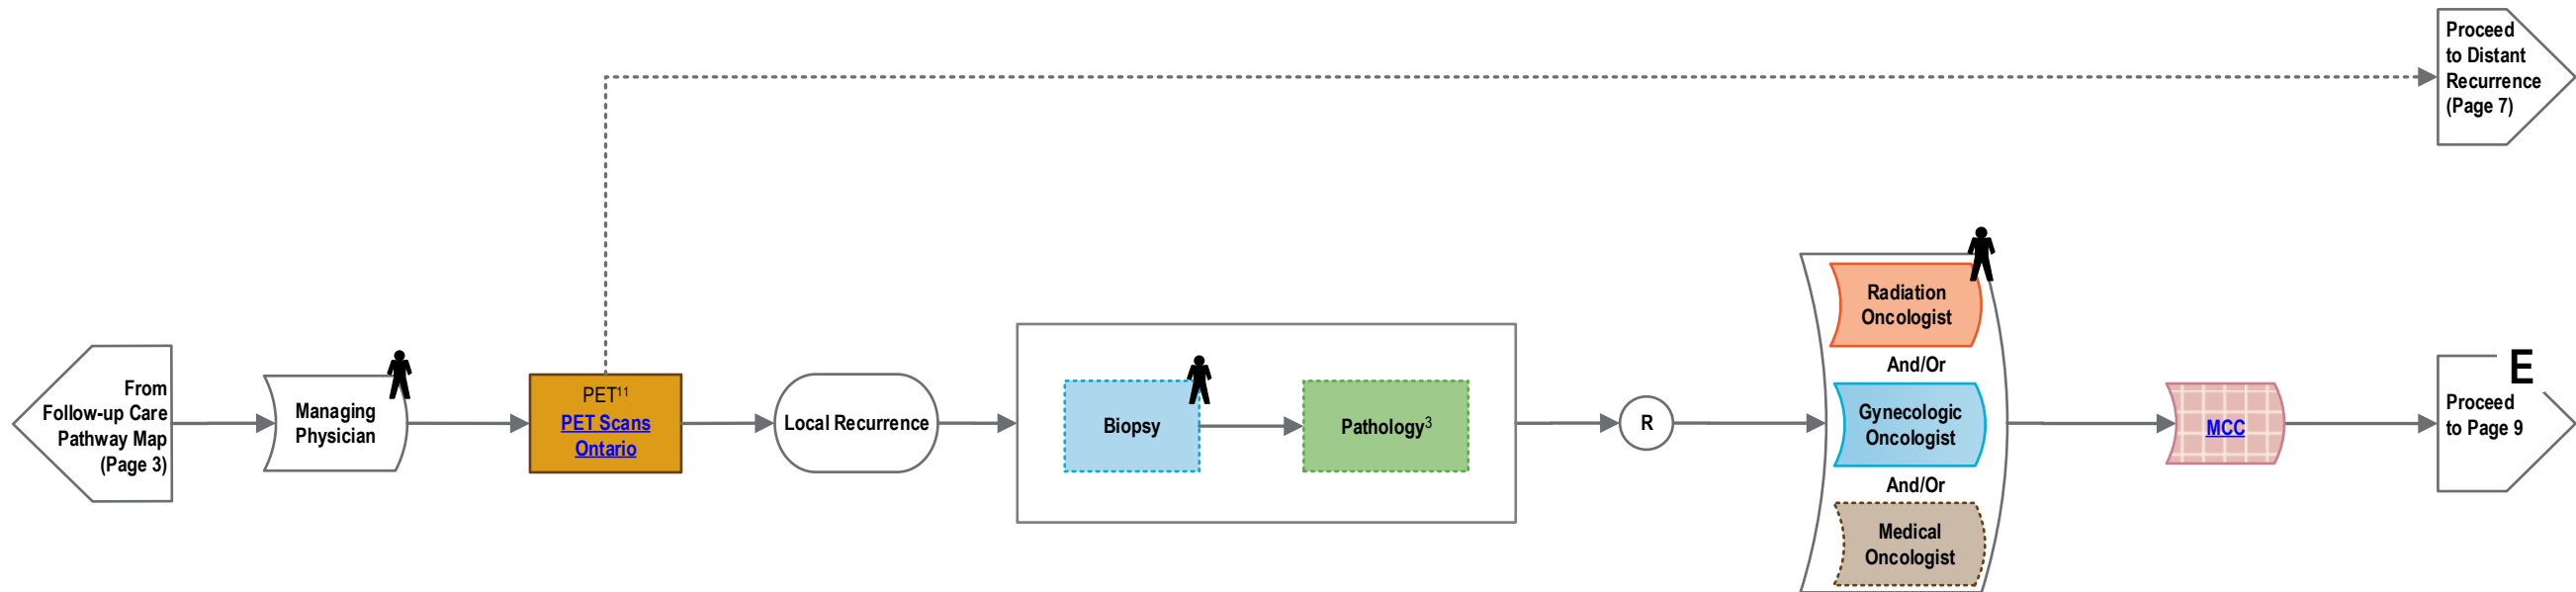 Proceed
to Distant
Recurrence
(Page 7)
From
Follow-up Care
Pathway Map
(Page 3)
Managing
Physician
PET¹¹
PET Scans
Ontario
Local Recurrence
Biopsy
Pathology³
R
Radiation
Oncologist
And/Or
Gynecologic
Oncologist
And/Or
Medical
Oncologist
MCC
E
Proceed
to Page 9